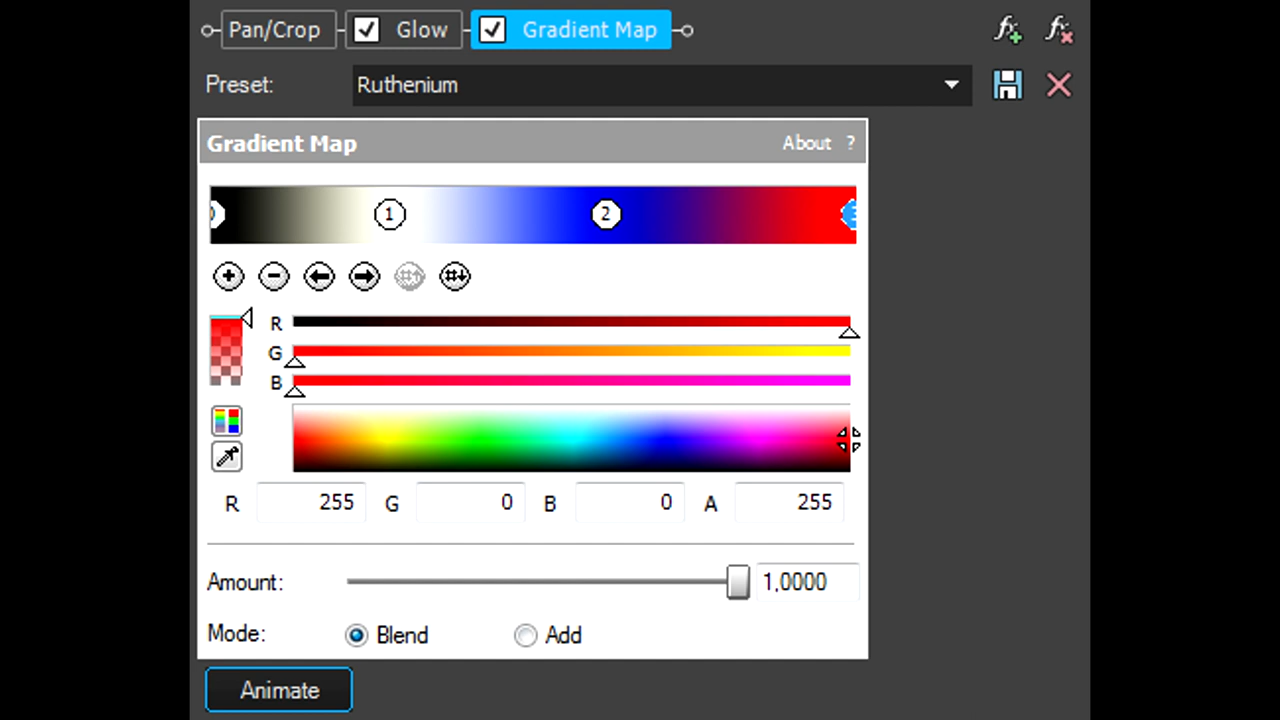 Pan/Crop Glow Gradient Map
Preset: Ruthenium
Gradient Map About ?
1 2
R
G
B
R 255 G 0 B 0 A 255
Amount: 1,0000
Mode: Blend Add
Animate